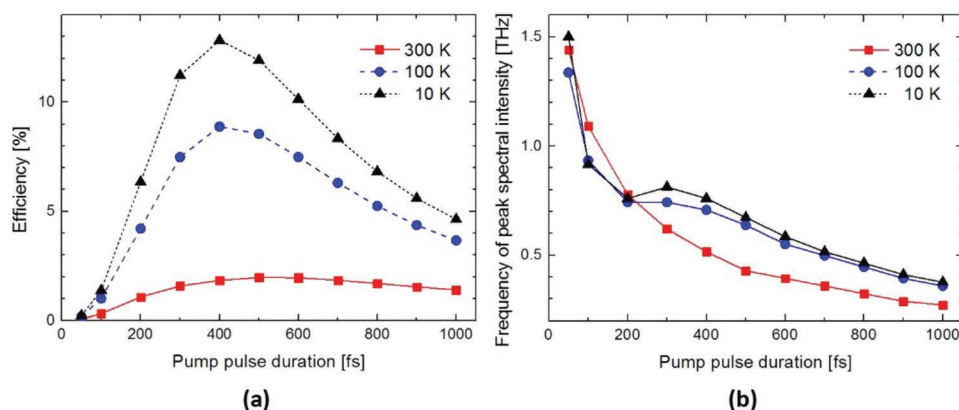 (a)
300 K
100 K
10 K
Efficiency [%]
10
5
0
0
200
400
600
800
1000
Pump pulse duration [fs]
(a)
(b)
300 K
100 K
10 K
Frequency of peak spectral intensity [THz]
1.5
1.0
0.5
0
200
400
600
800
1000
Pump pulse duration [fs]
(b)